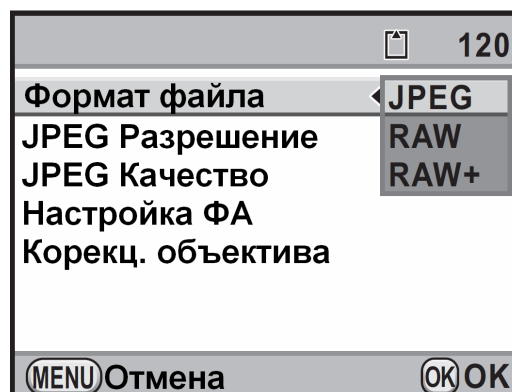 120
Формат файла JPEG
JPEG Разрешение RAW
JPEG Качество RAW+
Настройка ФА
Корекц. объектива
MENU Отмена OK OK